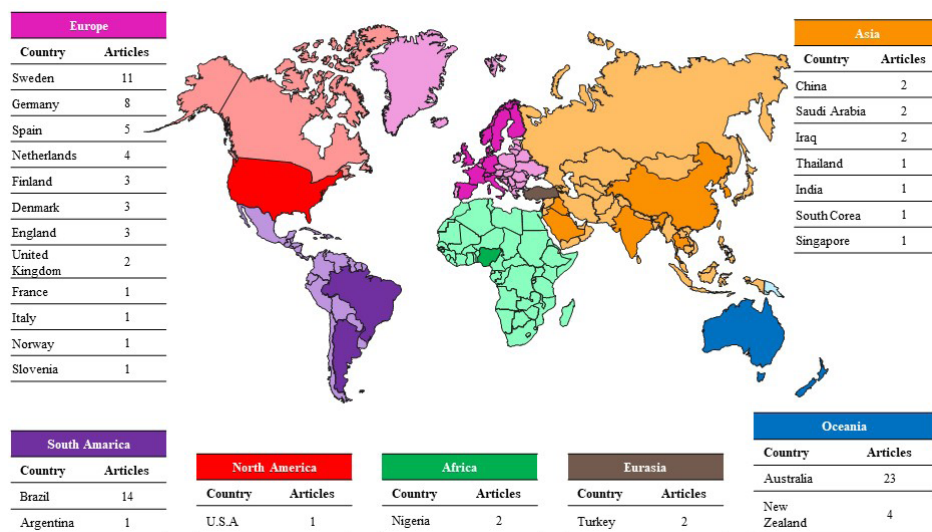 Europe
Country Articles
Sweden 11
Germany 8
Spain 5
Netherlands 4
Finland 3
Denmark 3
England 3
United
Kingdom 2
France 1
Italy 1
Norway 1
Slovenia 1
Asia
Country Articles
China 2
Saudi Arabia 2
Iraq 2
Thailand 1
India 1
South Corea 1
Singapore 1
South Amarica
Country Articles
Brazil 14
Argentina 1
North America
Country Articles
U.S.A 1
Africa
Country Articles
Nigeria 2
Eurasia
Country Articles
Turkey 2
Oceania
Country Articles
Australia 23
New
Zealand 4